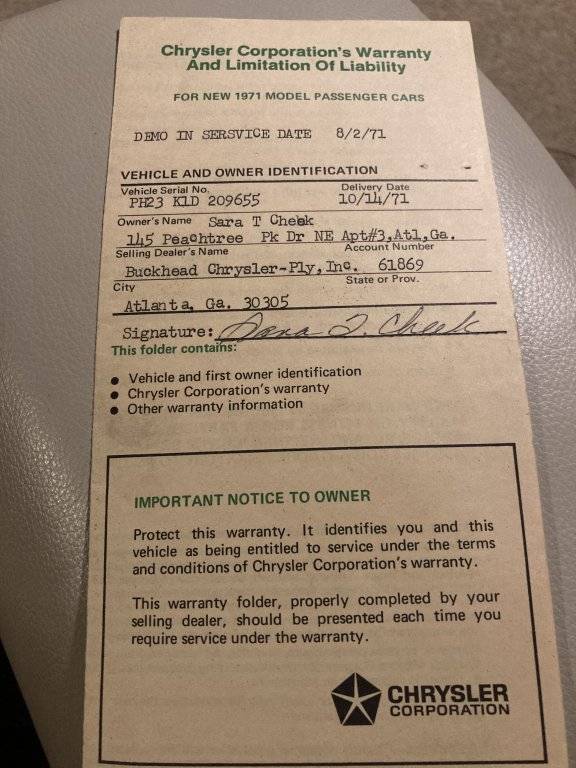 Chrysler Corporation's Warranty
And Limitation Of Liability
FOR NEW 1971 MODEL PASSENGER CARS
DEMO IN SERSVICE DATE 8/2/71
VEHICLE AND OWNER IDENTIFICATION
Vehicle Serial No. Delivery Date
PH23 K1D 209655 10/14/71
Owner's Name Sara T Cheek
145 Peachtree Pk Dr NE Apt#3,Atl,Ga.
Selling Dealer's Name Account Number
Buckhead Chrysler-Ply,Inc. 61869
City State or Prov.
Atlanta, Ga. 30305
Signature: Sara T. Cheek
This folder contains:
● Vehicle and first owner identification
● Chrysler Corporation's warranty
● Other warranty information
IMPORTANT NOTICE TO OWNER
Protect this warranty. It identifies you and this
vehicle as being entitled to service under the terms
and conditions of Chrysler Corporation's warranty.
This warranty folder, properly completed by your
selling dealer, should be presented each time you
require service under the warranty.
CHRYSLER
CORPORATION